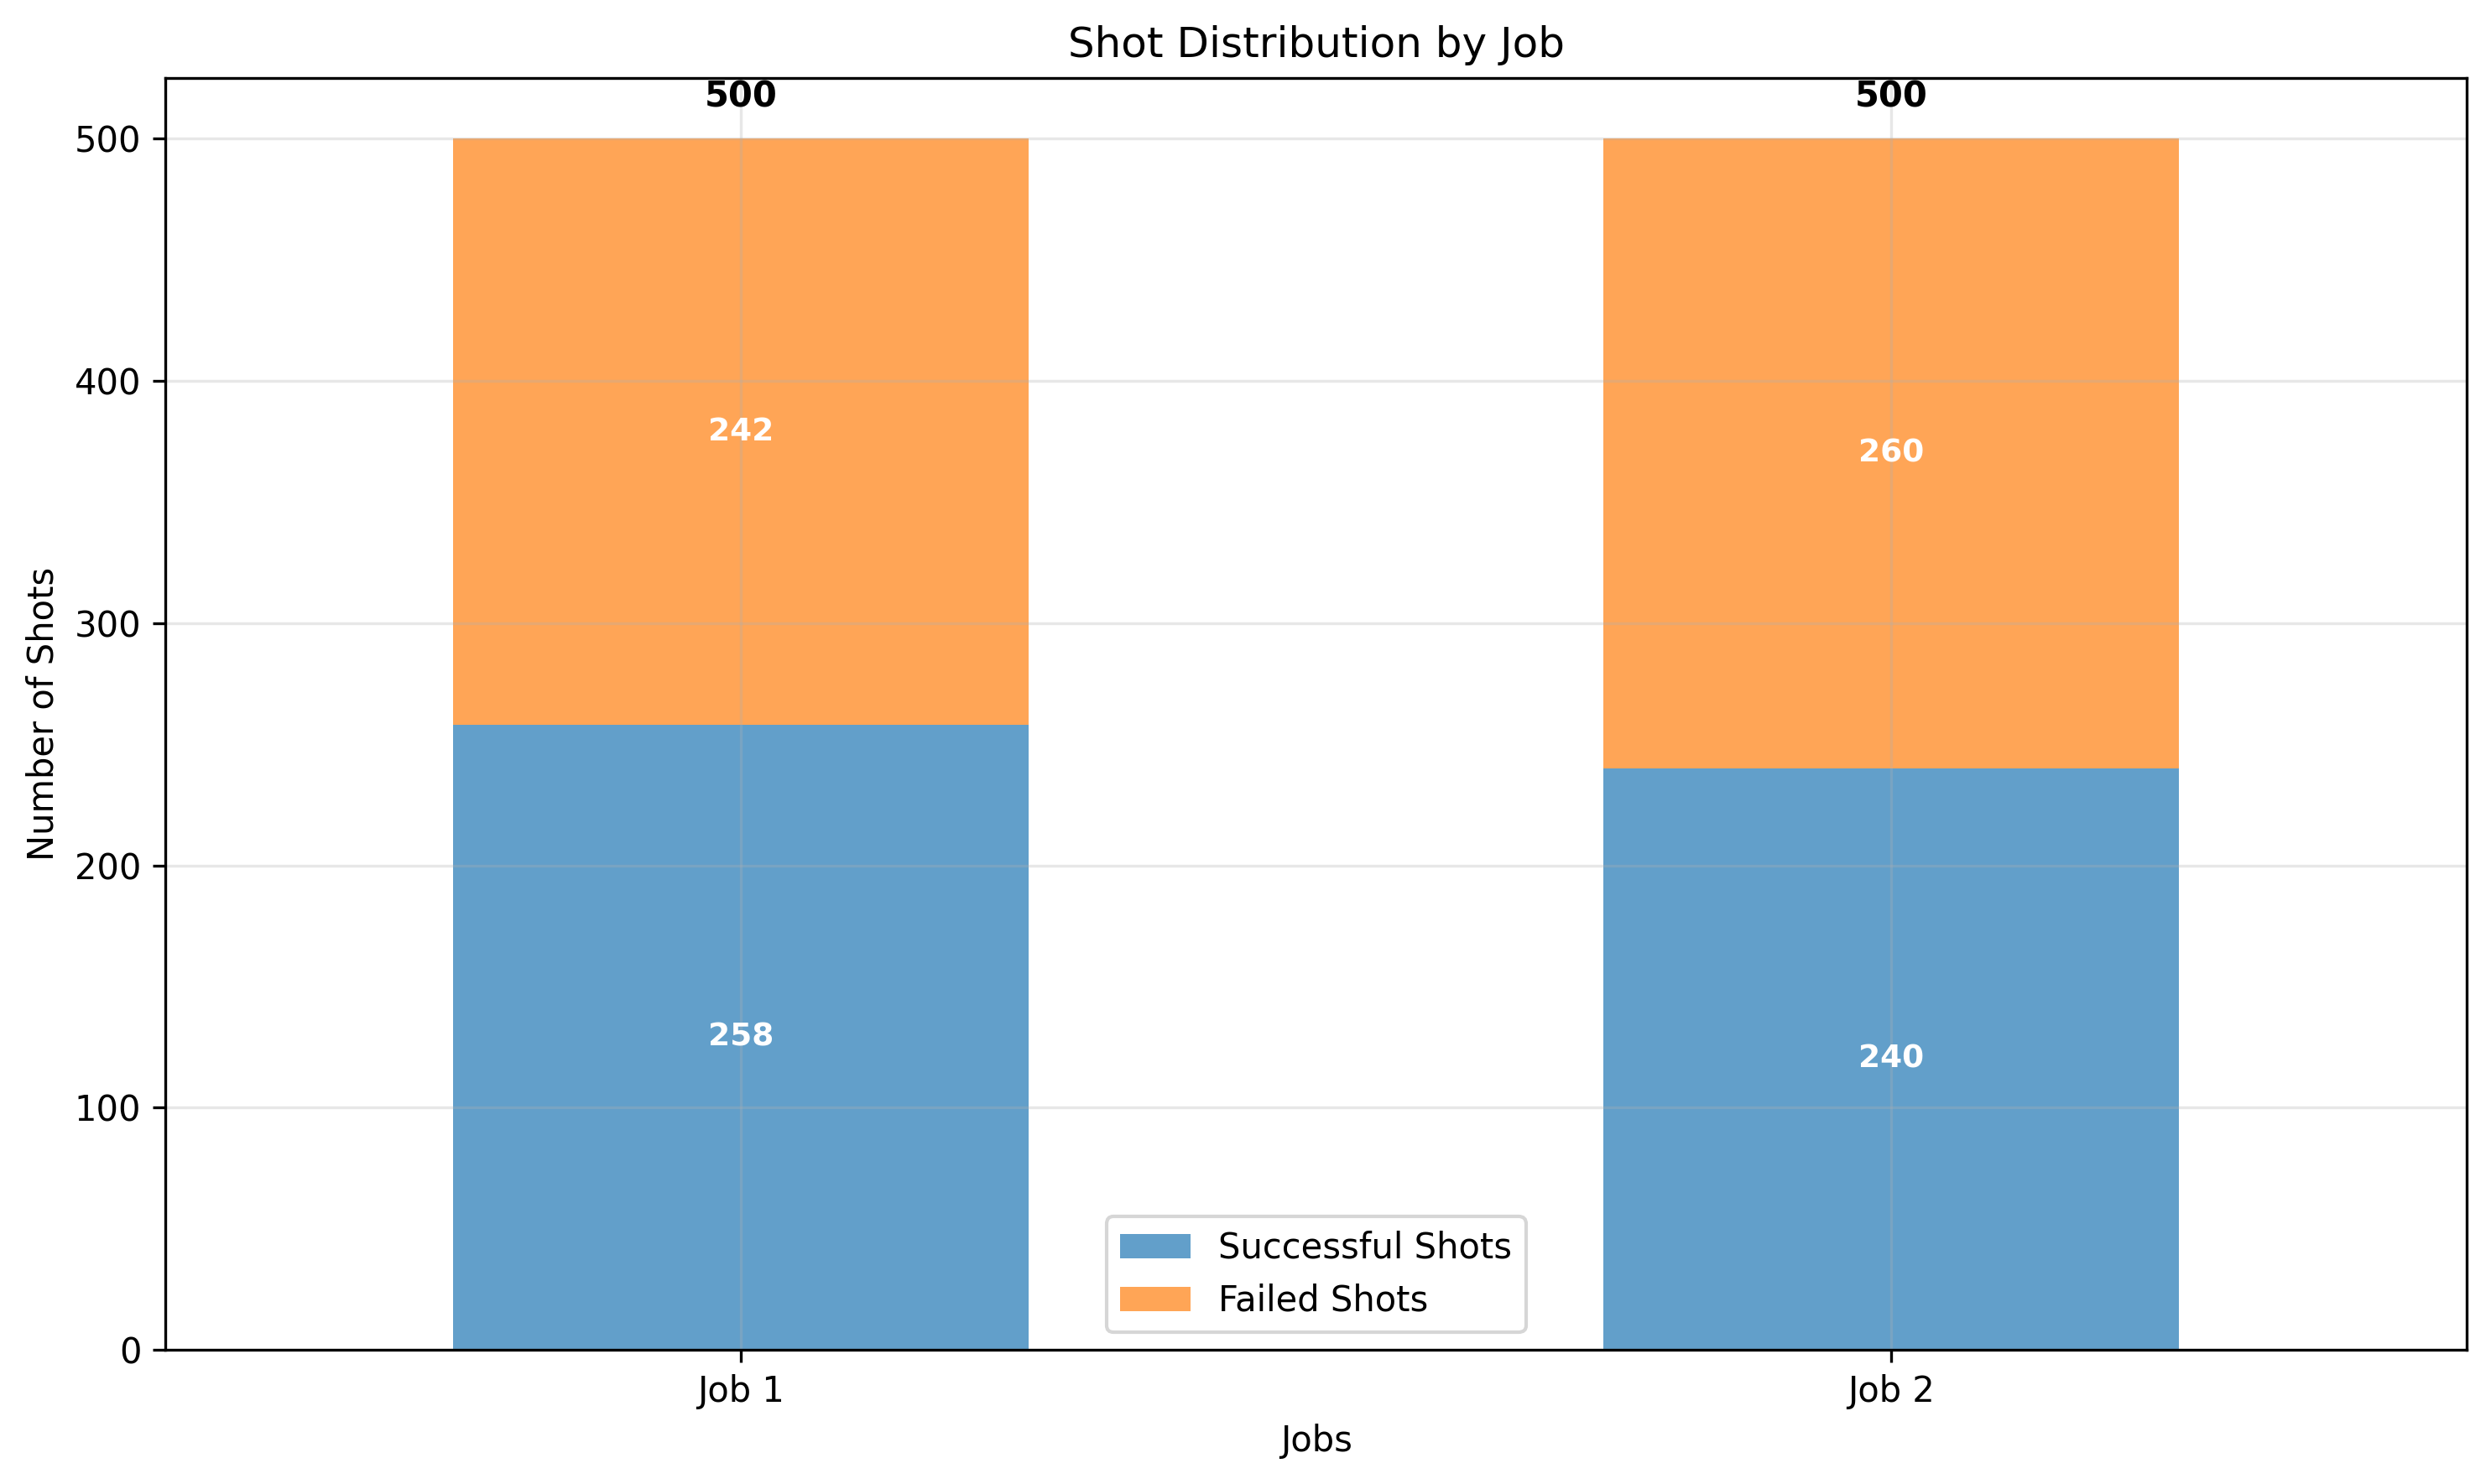 Shot Distribution by Job
500
500
500
400
300
200
100
0
Number of Shots
242
260
258
240
Successful Shots
Failed Shots
Job 1
Job 2
Jobs